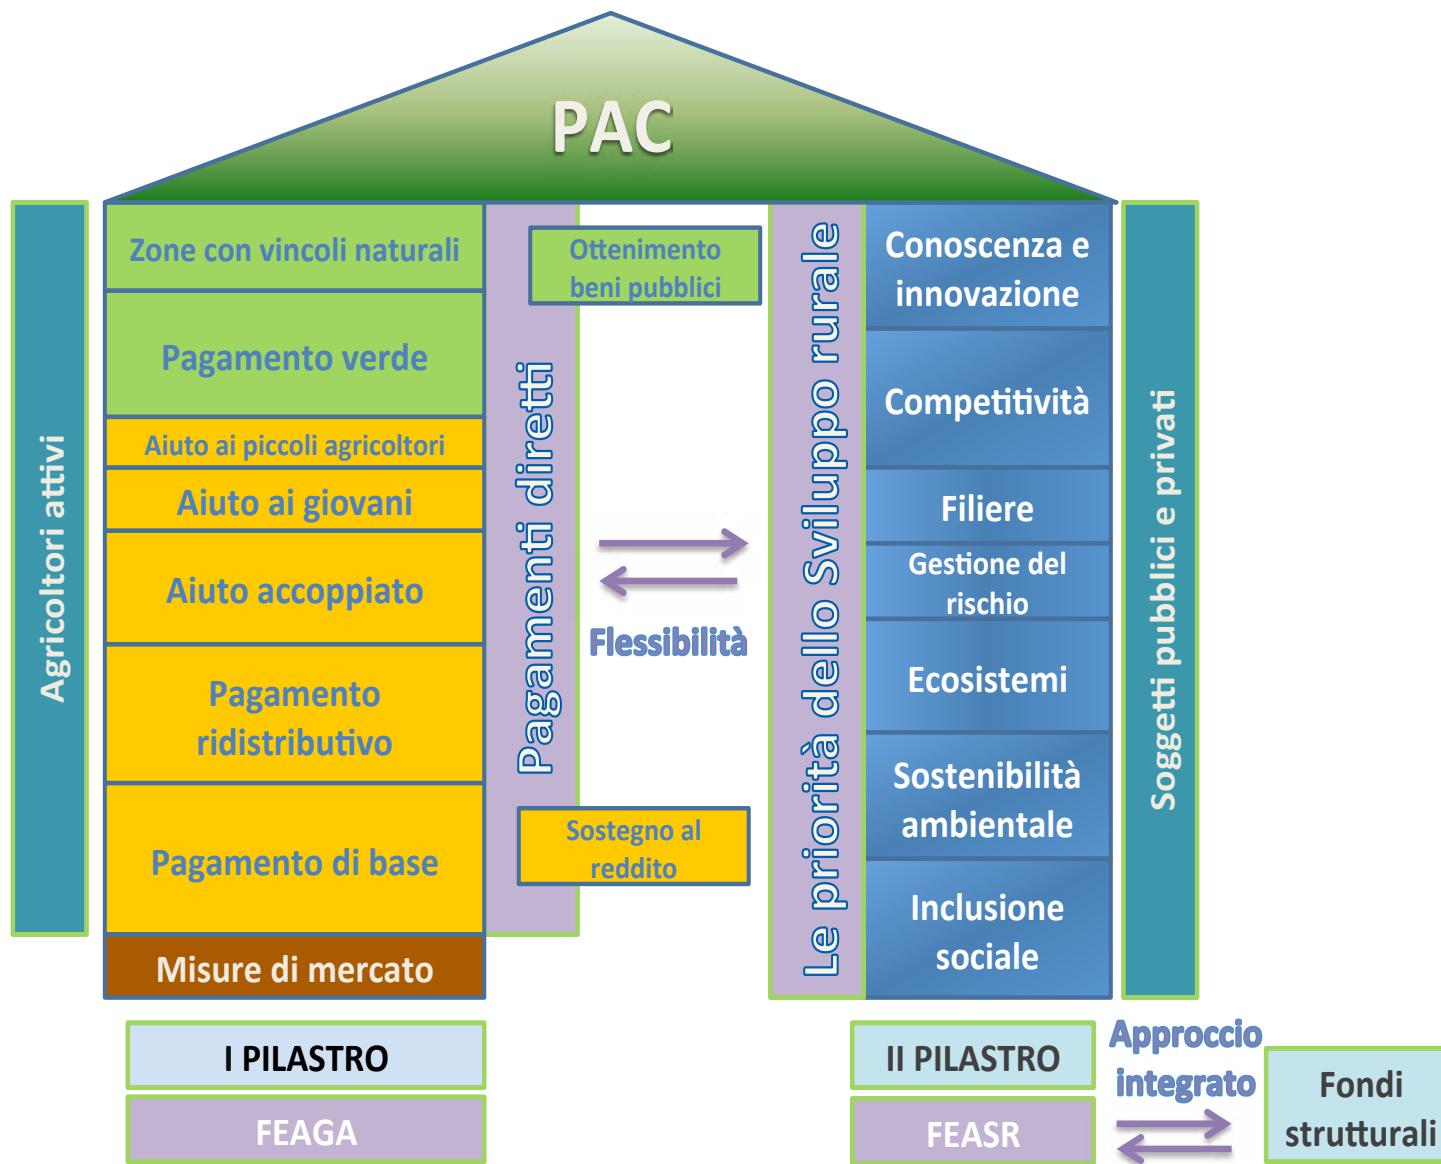 PAC
Agricoltori attivi
Zone con vincoli naturali
Pagamento verde
Aiuto ai piccoli agricoltori
Aiuto ai giovani
Aiuto accoppiato
Pagamento
ridistributivo
Pagamento di base
Misure di mercato
Pagamenti diretti
Ottenimento
beni pubblici
Flessibilità
Sostegno al
reddito
Le priorità dello Sviluppo rurale
Conoscenza e
innovazione
Competitività
Filiere
Gestione del
rischio
Ecosistemi
Sostenibilità
ambientale
Inclusione
sociale
Soggetti pubblici e privati
I PILASTRO
FEAGA
II PILASTRO
FEASR
Approccio
integrato
Fondi
strutturali